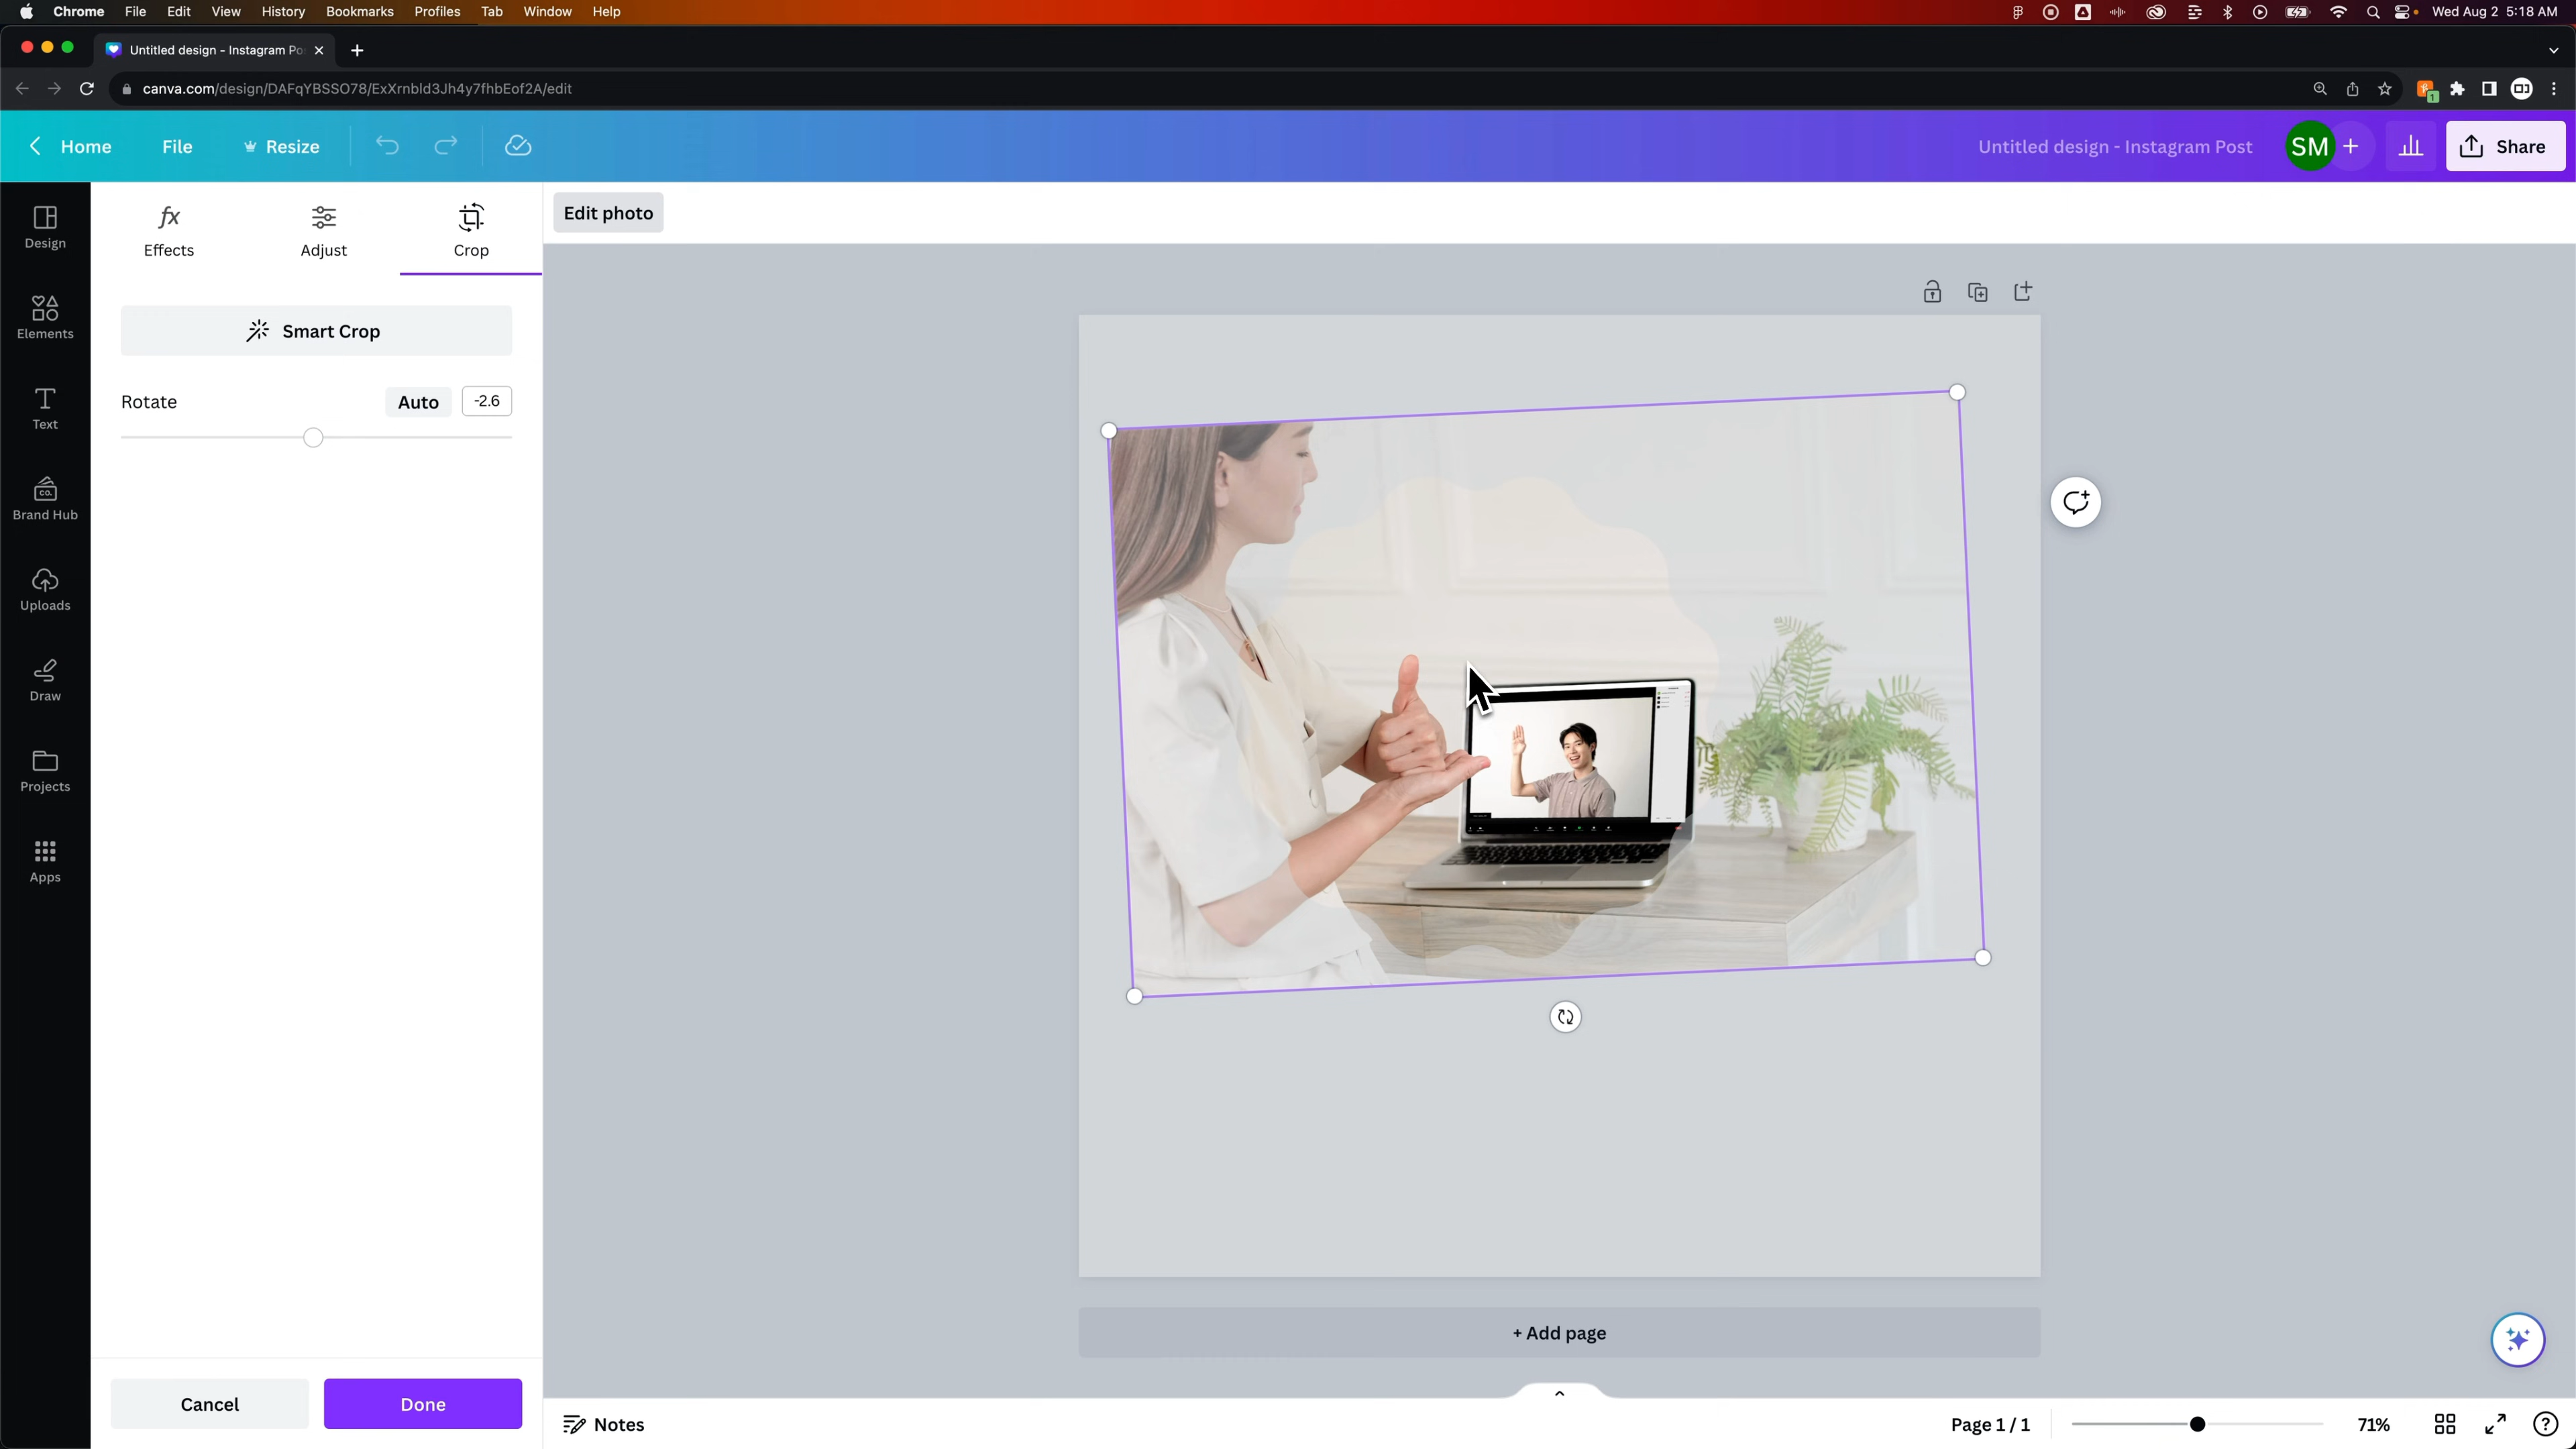 Chrome File Edit View History Bookmarks Profiles Tab Window Help Wed Aug 2 5:18 AM
Untitled design - Instagram Po
canva.com/design/DAFqYBSSO78/ExXrnbld3Jh4y7fhbEof2A/edit
Home File Resize Untitled design - Instagram Post SM Share
Effects Adjust Crop
Edit photo
Design
Elements
Text
Brand Hub
Uploads
Draw
Projects
Apps
Smart Crop
Rotate Auto -2.6
+ Add page
Cancel Done
Notes Page 1 / 1 71%